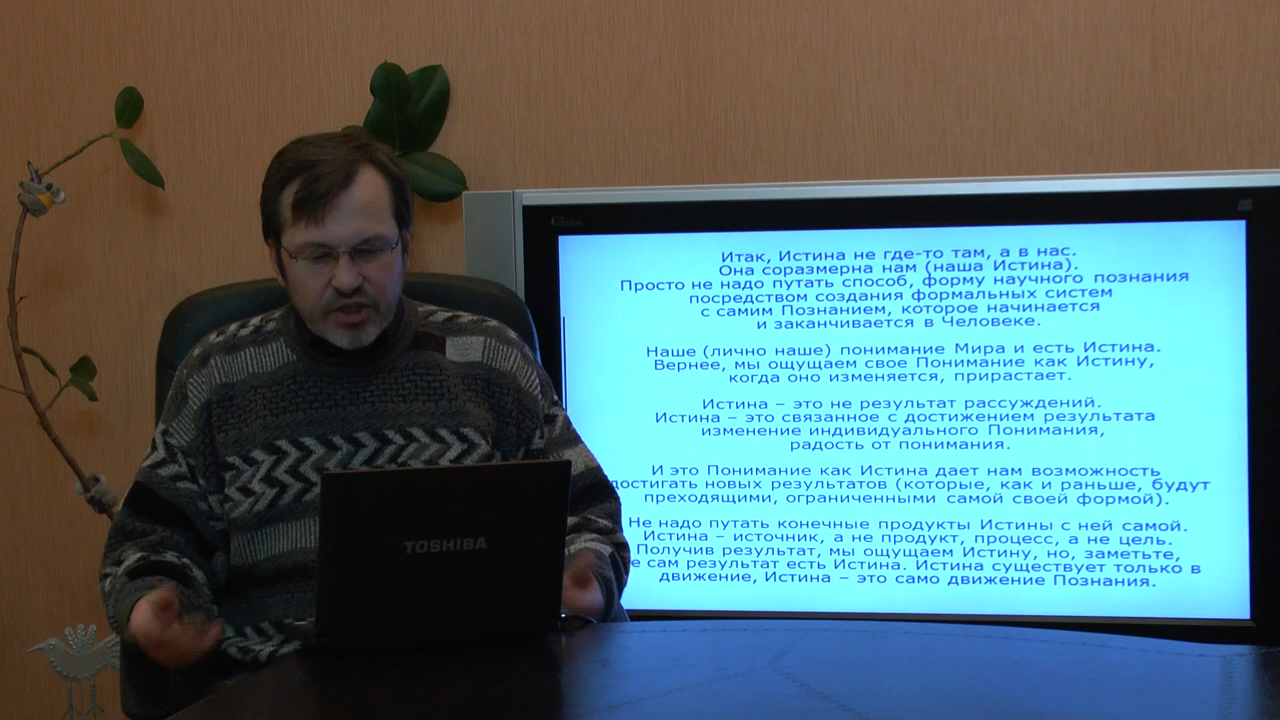 Итак, Истина не где-то там, а в нас.
Она соразмерна нам (наша Истина).
Просто не надо путать способ, форму научного познания
посредством создания формальных систем
с самим Познанием, которое начинается
и заканчивается в Человеке.
Наше (лично наше) понимание Мира и есть Истина.
Вернее, мы ощущаем свое Понимание как Истину,
когда оно изменяется, прирастает.
Истина – это не результат рассуждений.
Истина – это связанное с достижением результата
изменение индивидуального Понимания,
радость от понимания.
И это Понимание как Истина дает нам возможность
достигать новых результатов (которые, как и раньше, будут
преходящими, ограниченными самой своей формой).
Не надо путать конечные продукты Истины с ней самой.
Истина – источник, а не продукт, процесс, а не цель.
Получив результат, мы ощущаем Истину, но, заметьте,
е сам результат есть Истина. Истина существует только в
движение, Истина – это само движение Познания.
TOSHIBA